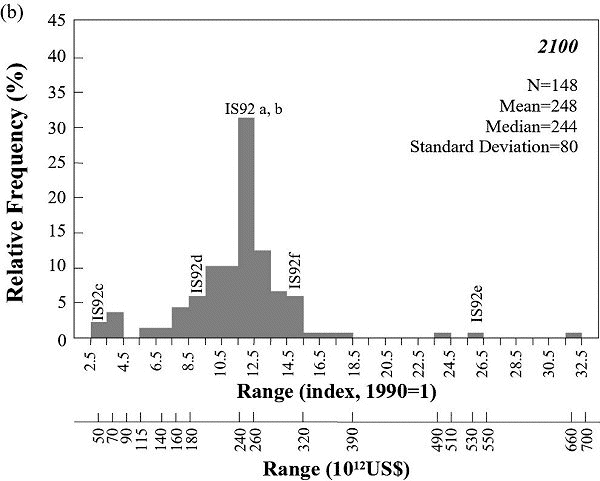 (b)
2100
N=148
Mean=248
Median=244
Standard Deviation=80
Relative Frequency (%)
45
40
35
30
25
20
15
10
5
0
IS92c
IS92d
IS92 a, b
IS92f
IS92e
2.5 4.5 6.5 8.5 10.5 12.5 14.5 16.5 18.5 20.5 22.5 24.5 26.5 28.5 30.5 32.5
Range (index, 1990=1)
50 70 90 115 140 160 180 240 260 320 390 490 510 530 550 660 700
Range (10¹²US$)